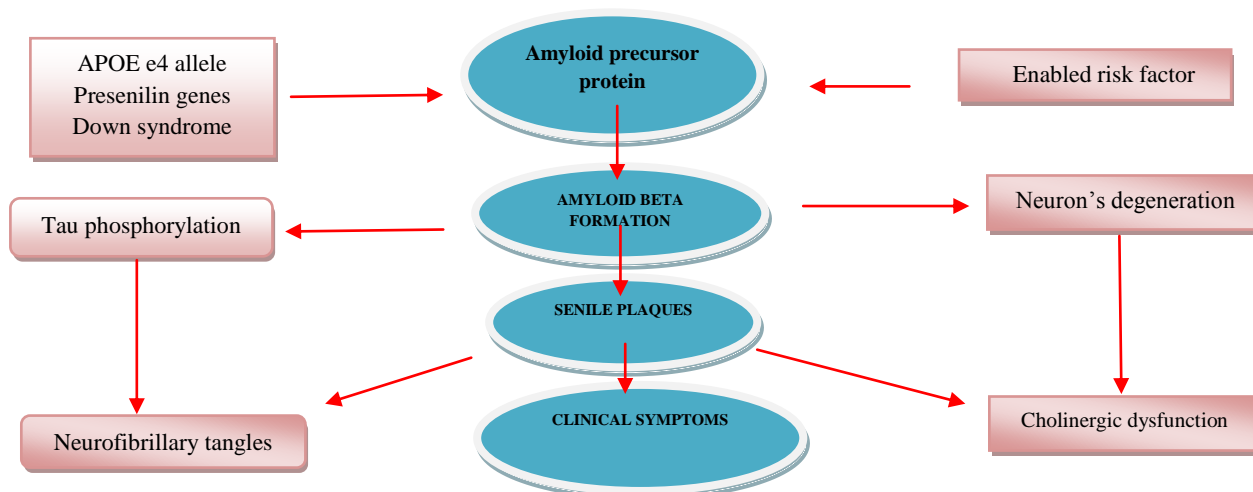 APOE e4 allele
Presenilin genes
Down syndrome
Amyloid precursor
protein
Enabled risk factor
AMYLOID BETA
FORMATION
Tau phosphorylation
Neuron’s degeneration
SENILE PLAQUES
Neurofibrillary tangles
CLINICAL SYMPTOMS
Cholinergic dysfunction